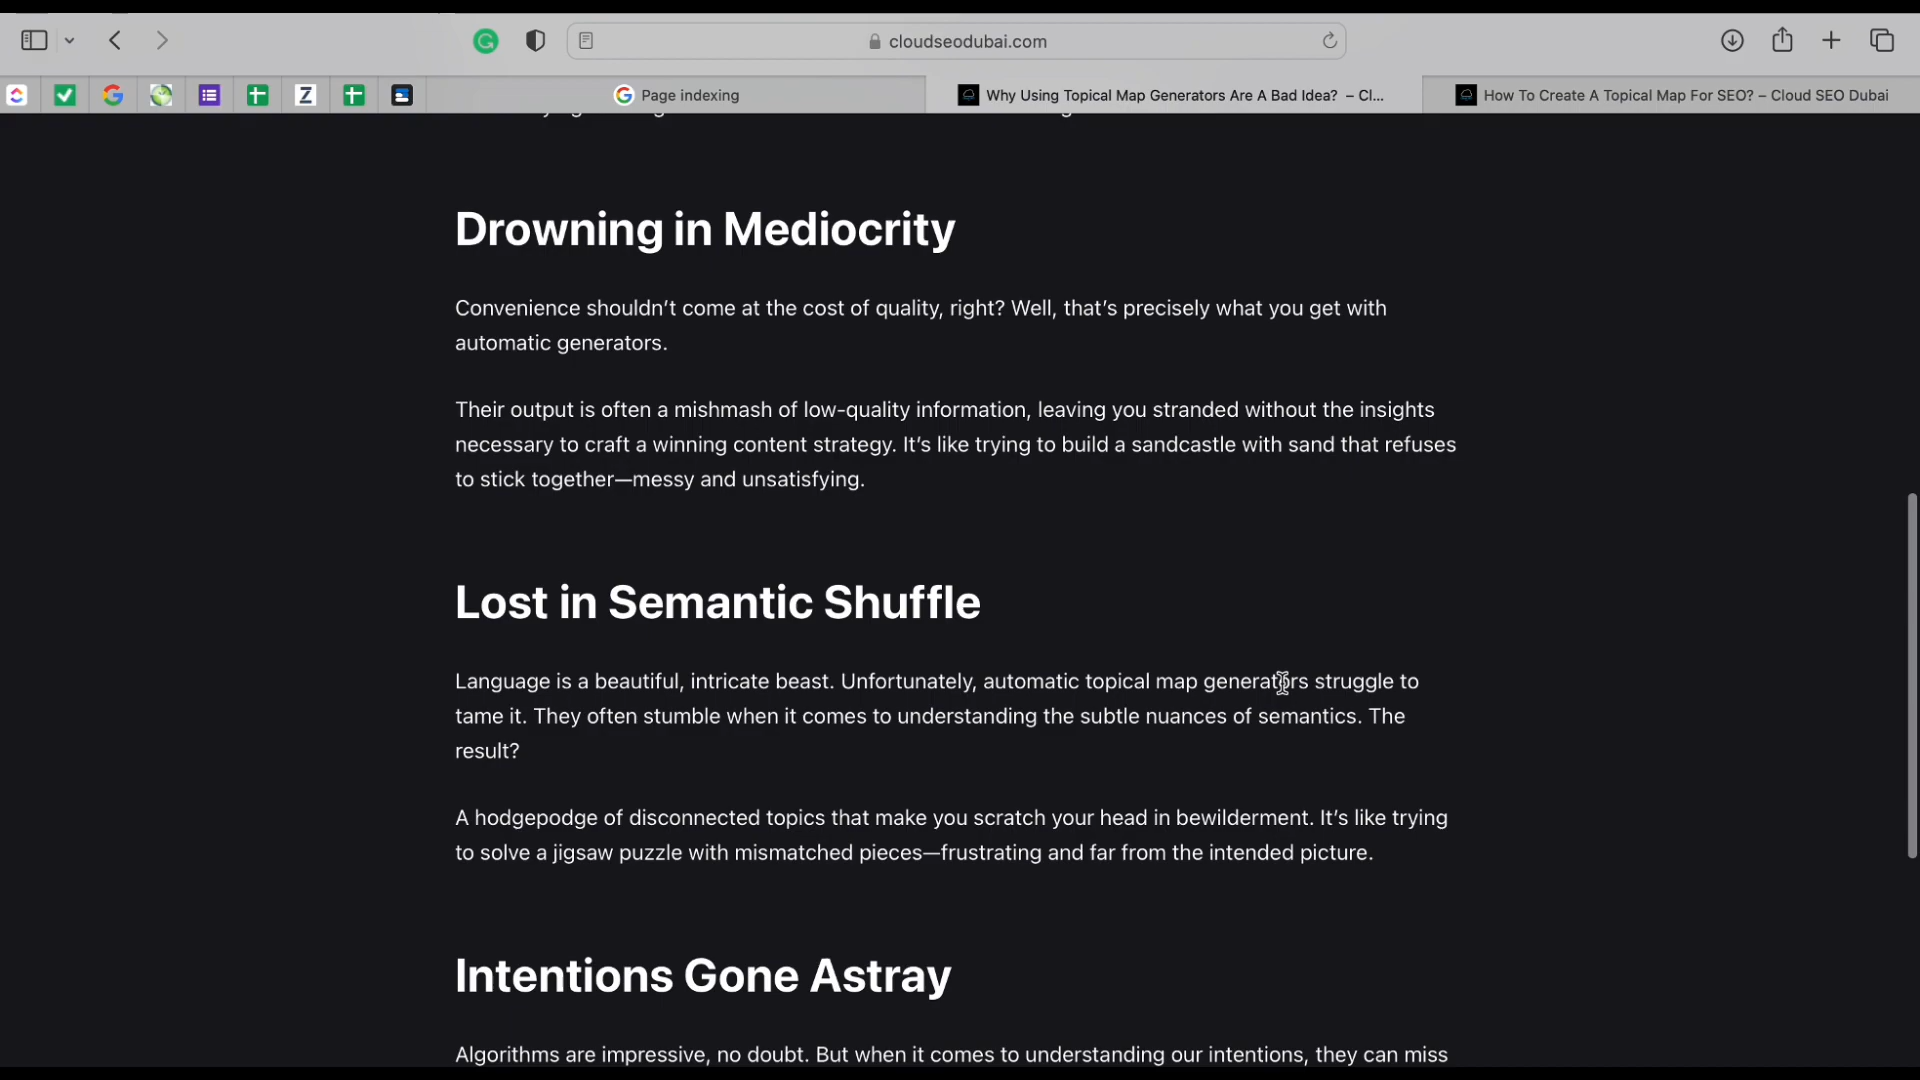 cloudseodubai.com
Page indexing
Why Using Topical Map Generators Are A Bad Idea? – Cl...
How To Create A Topical Map For SEO? – Cloud SEO Dubai
Drowning in Mediocrity
Convenience shouldn’t come at the cost of quality, right? Well, that’s precisely what you get with
automatic generators.
Their output is often a mishmash of low-quality information, leaving you stranded without the insights
necessary to craft a winning content strategy. It’s like trying to build a sandcastle with sand that refuses
to stick together—messy and unsatisfying.
Lost in Semantic Shuffle
Language is a beautiful, intricate beast. Unfortunately, automatic topical map generators struggle to
tame it. They often stumble when it comes to understanding the subtle nuances of semantics. The
result?
A hodgepodge of disconnected topics that make you scratch your head in bewilderment. It’s like trying
to solve a jigsaw puzzle with mismatched pieces—frustrating and far from the intended picture.
Intentions Gone Astray
Algorithms are impressive, no doubt. But when it comes to understanding our intentions, they can miss